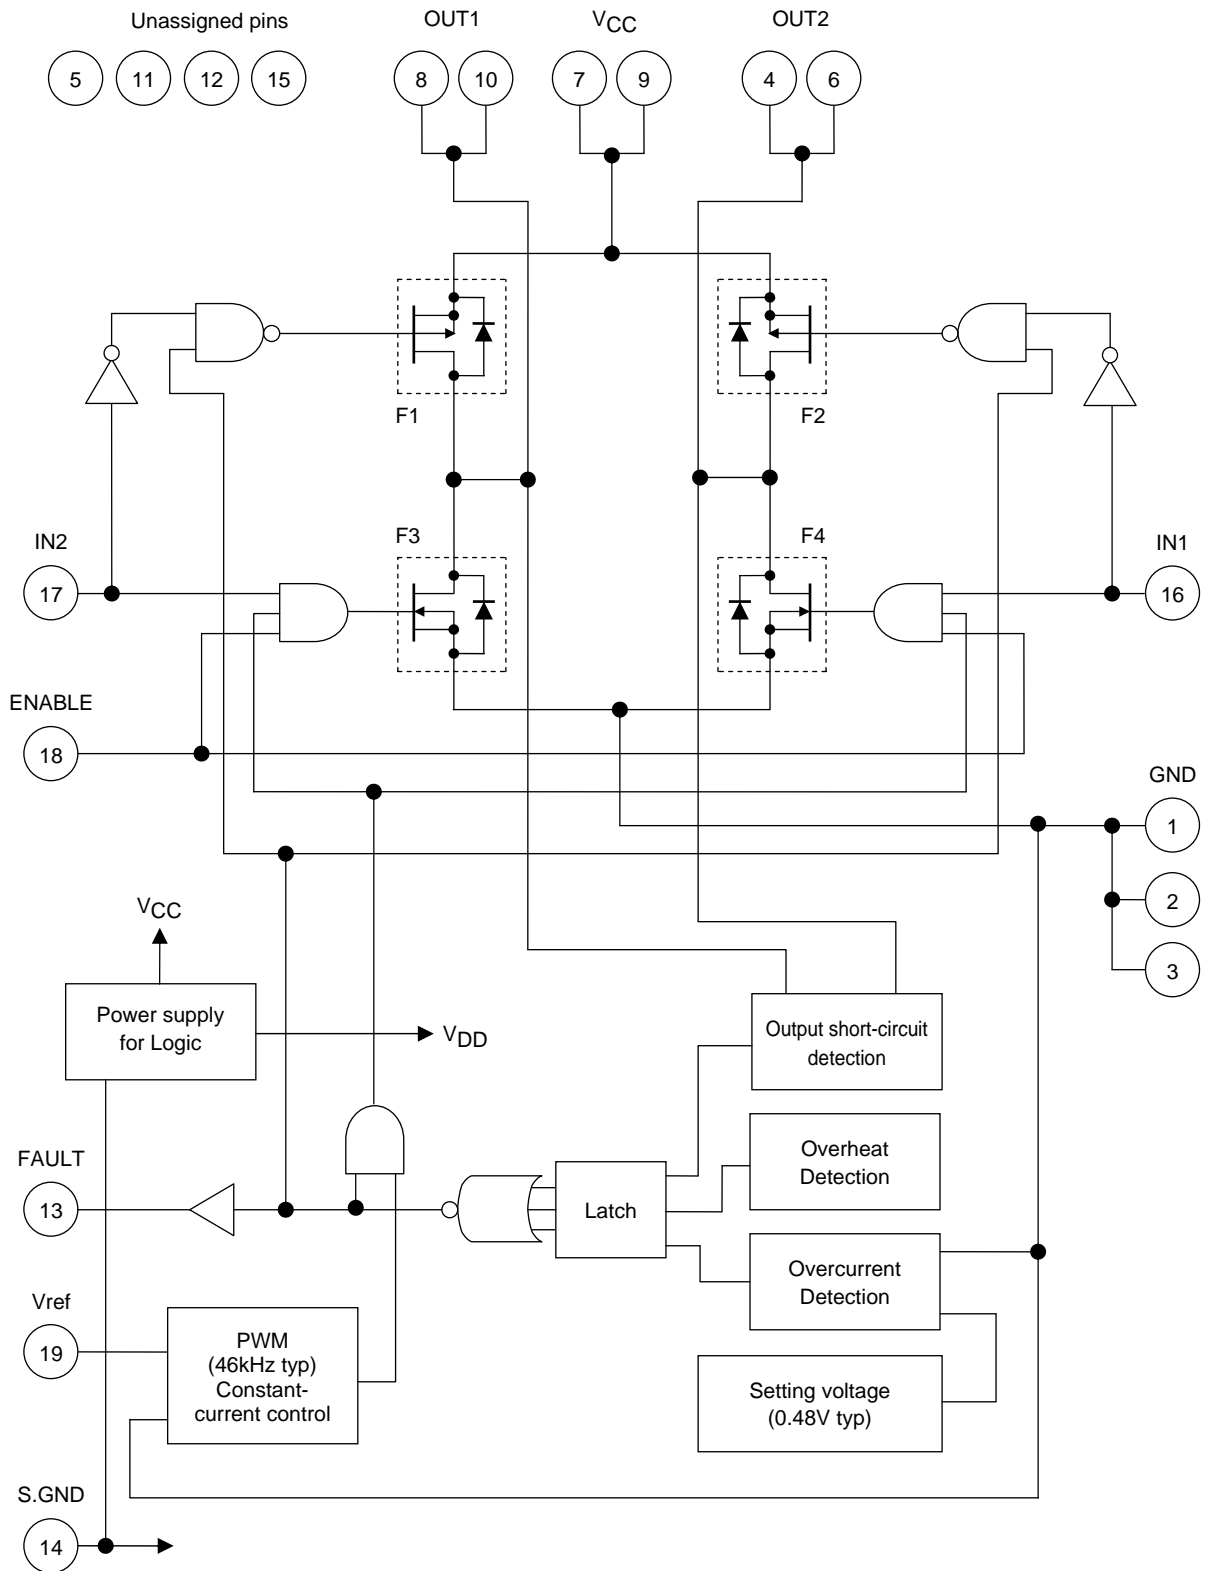 Unassigned pins
OUT1
VCC
OUT2
5
11
12
15
8
10
7
9
4
6
F1
F2
F3
F4
IN2
17
IN1
16
ENABLE
18
GND
1
2
3
VCC
Power supply
for Logic
VDD
Output short-circuit
detection
Overheat
Detection
FAULT
13
Latch
Overcurrent
Detection
Vref
19
PWM
(46kHz typ)
Constant-
current control
Setting voltage
(0.48V typ)
S.GND
14